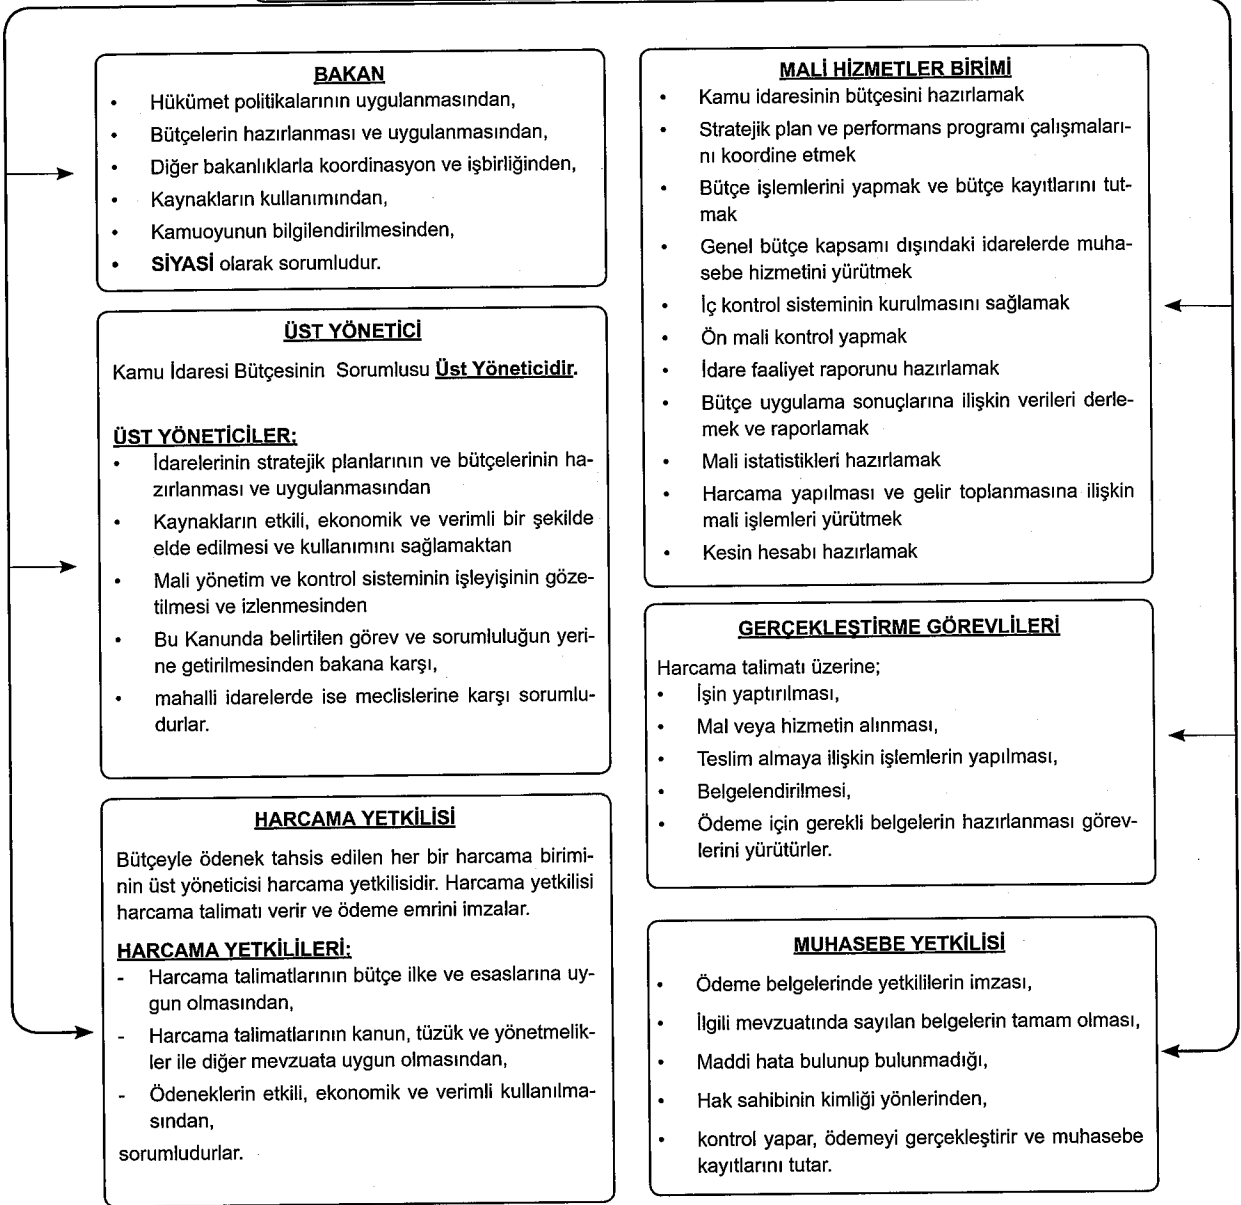 BAKAN
• Hükümet politikalarının uygulanmasından,
• Bütçelerin hazırlanması ve uygulanmasından,
• Diğer bakanlıklarla koordinasyon ve işbirliğinden,
• Kaynakların kullanımından,
• Kamuoyunun bilgilendirilmesinden,
• SİYASİ olarak sorumludur.
ÜST YÖNETİCİ
Kamu İdaresi Bütçesinin Sorumlusu Üst Yöneticidir.
ÜST YÖNETİCİLER;
• İdarelerinin stratejik planlarının ve bütçelerinin ha-
zırlanması ve uygulanmasından
• Kaynakların etkili, ekonomik ve verimli bir şekilde
elde edilmesi ve kullanımını sağlamaktan
• Mali yönetim ve kontrol sisteminin işleyişinin göze-
tilmesi ve izlenmesinden
• Bu Kanunda belirtilen görev ve sorumluluğun yeri-
ne getirilmesinden bakana karşı,
• mahalli idarelerde ise meclislerine karşı sorumlu-
durlar.
HARCAMA YETKİLİSİ
Bütçeyle ödenek tahsis edilen her bir harcama birimi-
nin üst yöneticisi harcama yetkilisidir. Harcama yetkilisi
harcama talimatı verir ve ödeme emrini imzalar.
HARCAMA YETKİLİLERİ;
- Harcama talimatlarının bütçe ilke ve esaslarına uy-
gun olmasından,
- Harcama talimatlarının kanun, tüzük ve yönetmelik-
ler ile diğer mevzuata uygun olmasından,
- Ödeneklerin etkili, ekonomik ve verimli kullanılma-
sından,
sorumludurlar.
MALİ HİZMETLER BİRİMİ
• Kamu idaresinin bütçesini hazırlamak
• Stratejik plan ve performans programı çalışmaları-
nı koordine etmek
• Bütçe işlemlerini yapmak ve bütçe kayıtlarını tut-
mak
• Genel bütçe kapsamı dışındaki idarelerde muha-
sebe hizmetini yürütmek
• İç kontrol sisteminin kurulmasını sağlamak
• Ön mali kontrol yapmak
• İdare faaliyet raporunu hazırlamak
• Bütçe uygulama sonuçlarına ilişkin verileri derle-
mek ve raporlamak
• Mali istatistikleri hazırlamak
• Harcama yapılması ve gelir toplanmasına ilişkin
mali işlemleri yürütmek
• Kesin hesabı hazırlamak
GERÇEKLEŞTİRME GÖREVLİLERİ
Harcama talimatı üzerine;
• İşin yaptırılması,
• Mal veya hizmetin alınması,
• Teslim almaya ilişkin işlemlerin yapılması,
• Belgelendirilmesi,
• Ödeme için gerekli belgelerin hazırlanması görev-
lerini yürütürler.
MUHASEBE YETKİLİSİ
• Ödeme belgelerinde yetkililerin imzası,
• İlgili mevzuatında sayılan belgelerin tamam olması,
• Maddi hata bulunup bulunmadığı,
• Hak sahibinin kimliği yönlerinden,
• kontrol yapar, ödemeyi gerçekleştirir ve muhasebe
kayıtlarını tutar.